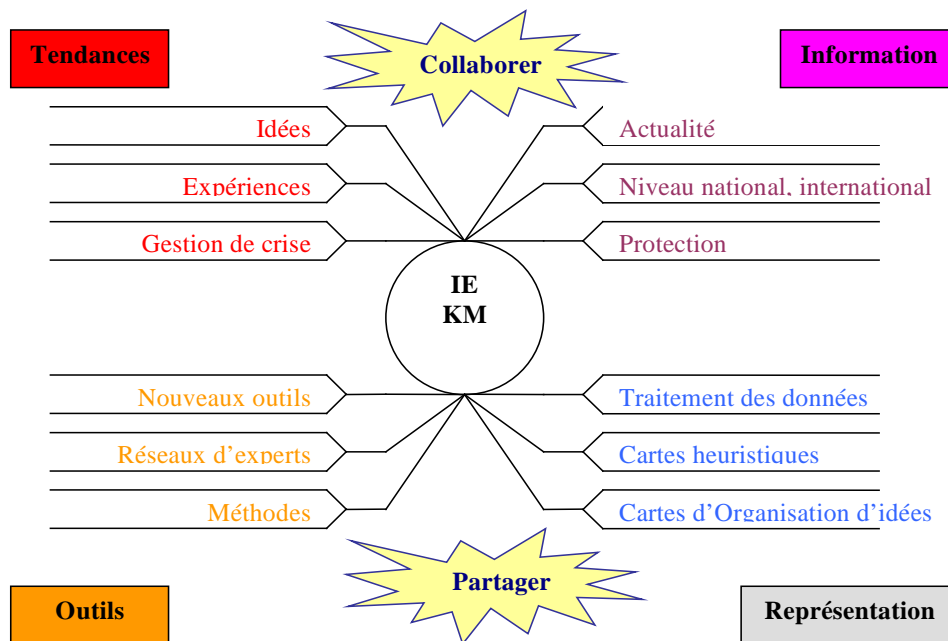 Tendances
Collaborer
Information
Idées
Actualité
Expériences
Niveau national, international
Gestion de crise
Protection
IE
KM
Nouveaux outils
Traitement des données
Réseaux d'experts
Cartes heuristiques
Méthodes
Cartes d'Organisation d'idées
Partager
Outils
Représentation